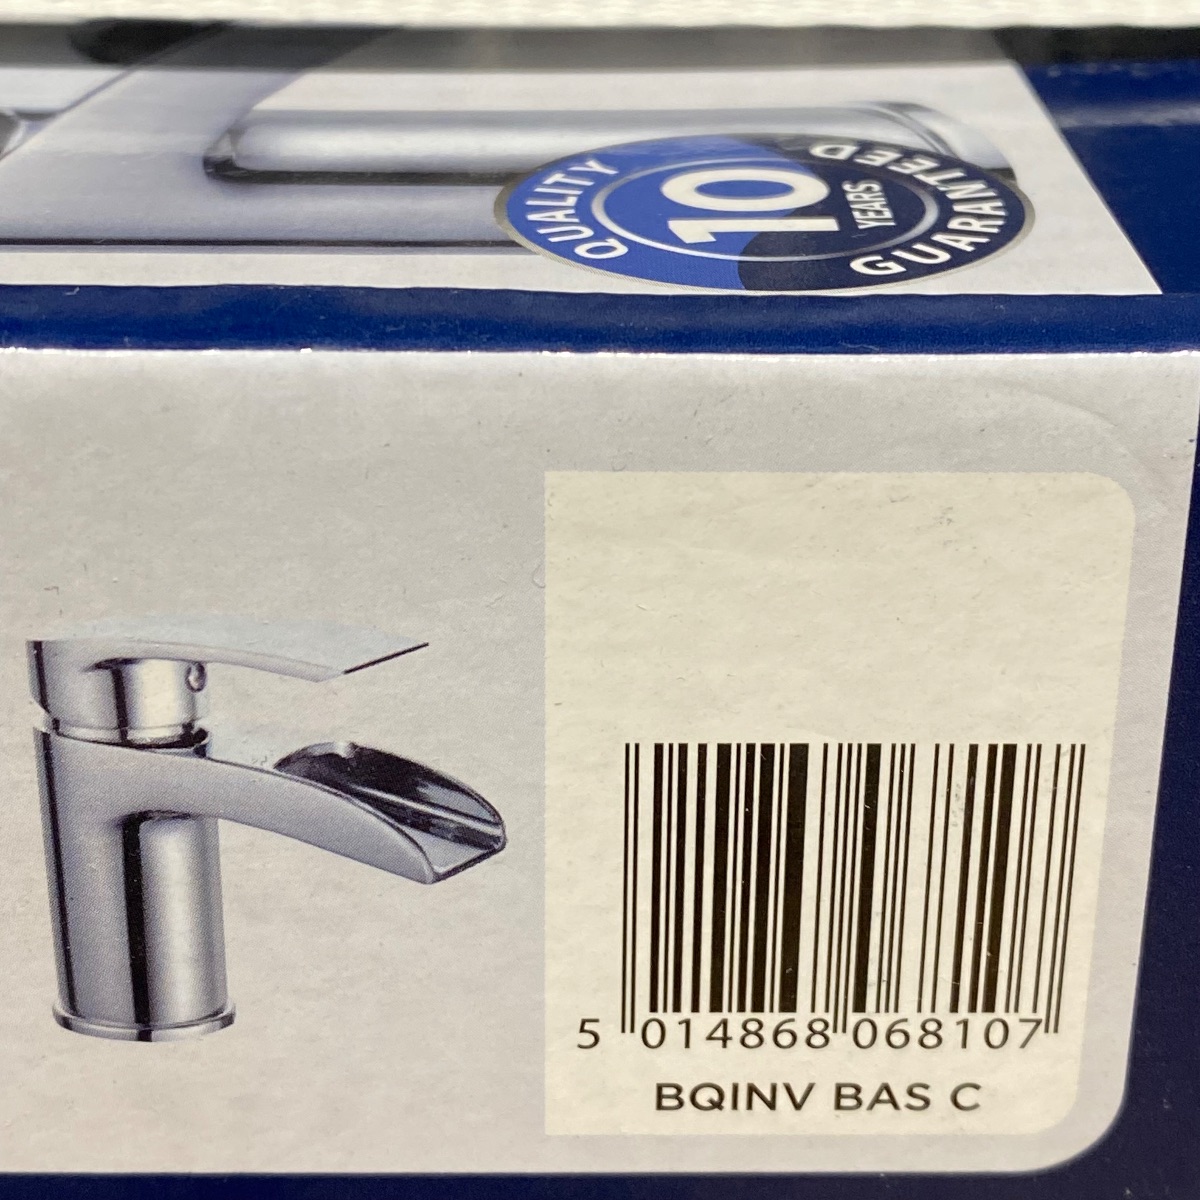 QUALITY
10
YEARS
GUARANTEED
5 014868 068107
BQINV BAS C